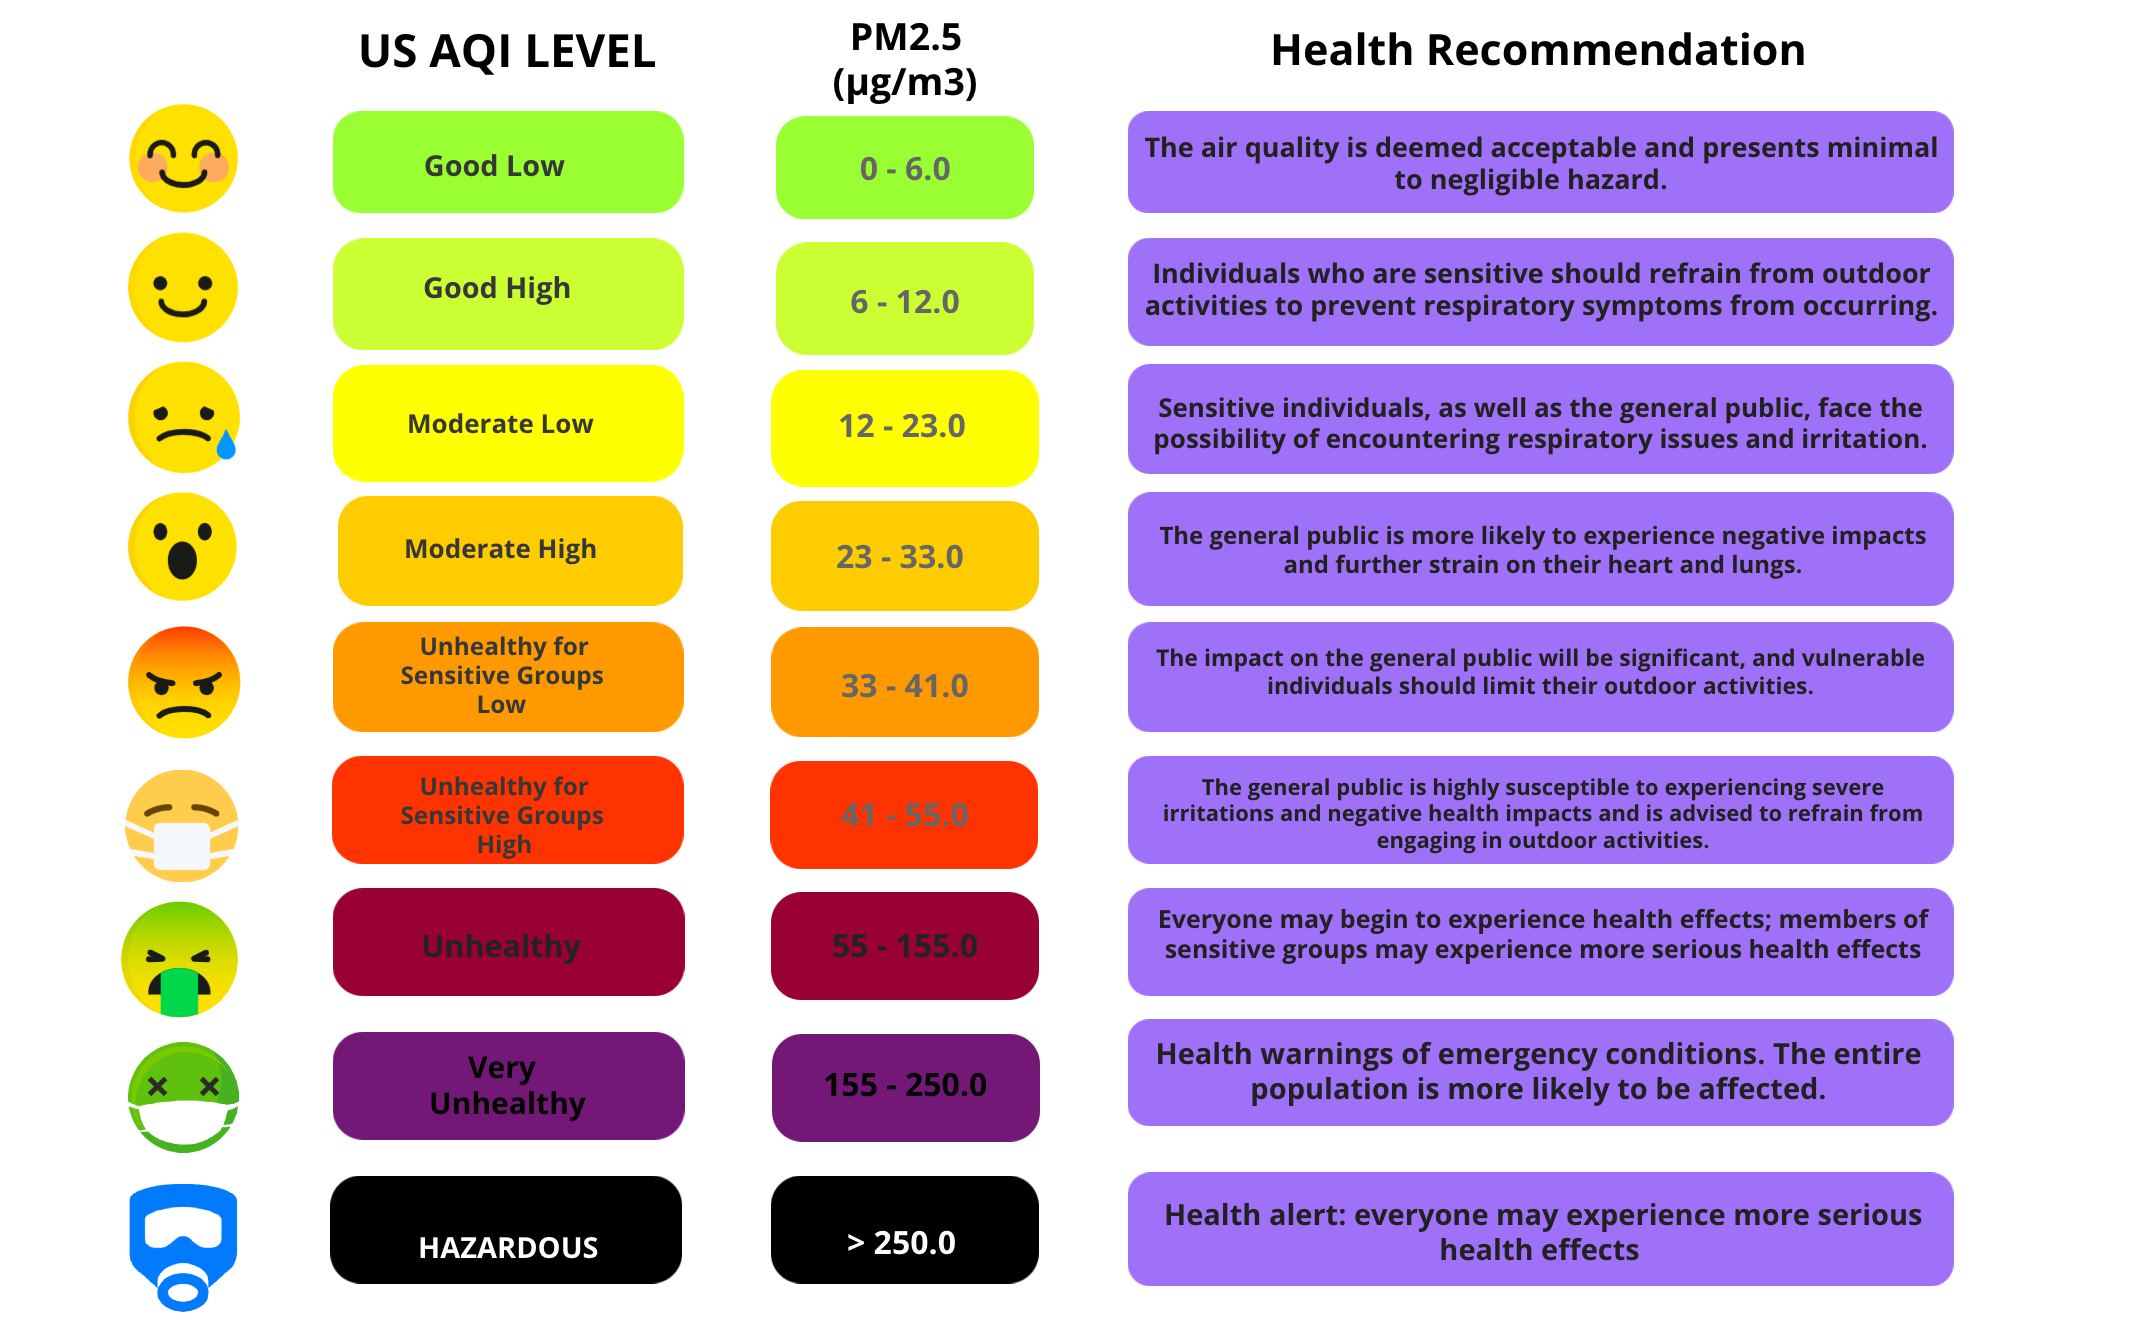 US AQI LEVEL
PM2.5
(µg/m3)
Health Recommendation
Good Low
0 - 6.0
The air quality is deemed acceptable and presents minimal
to negligible hazard.
Good High
6 - 12.0
Individuals who are sensitive should refrain from outdoor
activities to prevent respiratory symptoms from occurring.
Moderate Low
12 - 23.0
Sensitive individuals, as well as the general public, face the
possibility of encountering respiratory issues and irritation.
Moderate High
23 - 33.0
The general public is more likely to experience negative impacts
and further strain on their heart and lungs.
Unhealthy for
Sensitive Groups
Low
33 - 41.0
The impact on the general public will be significant, and vulnerable
individuals should limit their outdoor activities.
Unhealthy for
Sensitive Groups
High
41 - 55.0
The general public is highly susceptible to experiencing severe
irritations and negative health impacts and is advised to refrain from
engaging in outdoor activities.
Unhealthy
55 - 155.0
Everyone may begin to experience health effects; members of
sensitive groups may experience more serious health effects
Very
Unhealthy
155 - 250.0
Health warnings of emergency conditions. The entire
population is more likely to be affected.
HAZARDOUS
> 250.0
Health alert: everyone may experience more serious
health effects